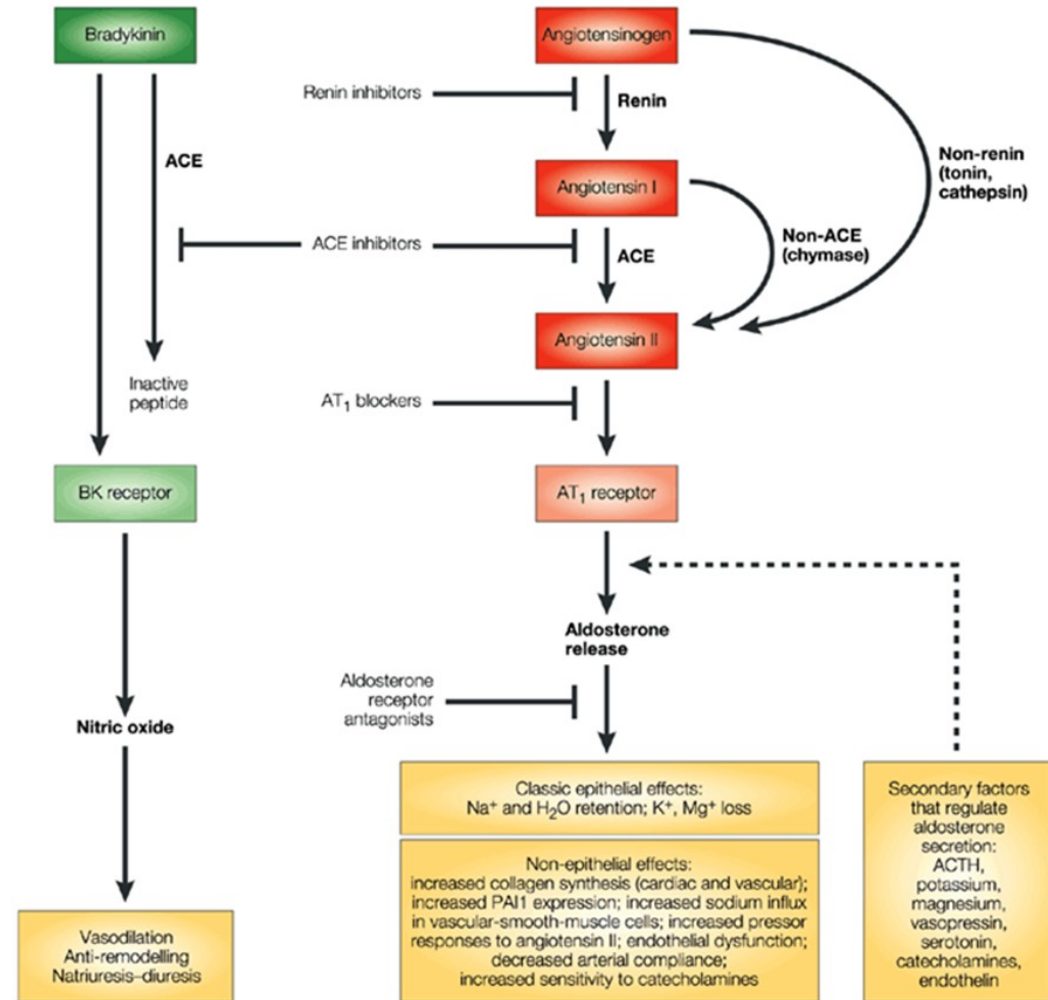 Bradykinin
Angiotensinogen
Renin inhibitors
Renin
ACE
Non-renin
(tonin,
cathepsin)
Angiotensin I
Non-ACE
(chymase)
ACE inhibitors
ACE
Angiotensin II
Inactive
peptide
AT₁ blockers
BK receptor
AT₁ receptor
Aldosterone
release
Aldosterone
receptor
antagonists
Nitric oxide
Classic epithelial effects:
Na⁺ and H₂O retention; K⁺, Mg⁺ loss
Non-epithelial effects:
increased collagen synthesis (cardiac and vascular);
increased PAI1 expression; increased sodium influx
in vascular-smooth-muscle cells; increased pressor
responses to angiotensin II; endothelial dysfunction;
decreased arterial compliance;
increased sensitivity to catecholamines
Secondary factors
that regulate
aldosterone
secretion:
ACTH,
potassium,
magnesium,
vasopressin,
serotonin,
catecholamines,
endothelin
Vasodilation
Anti-remodelling
Natriuresis–diuresis